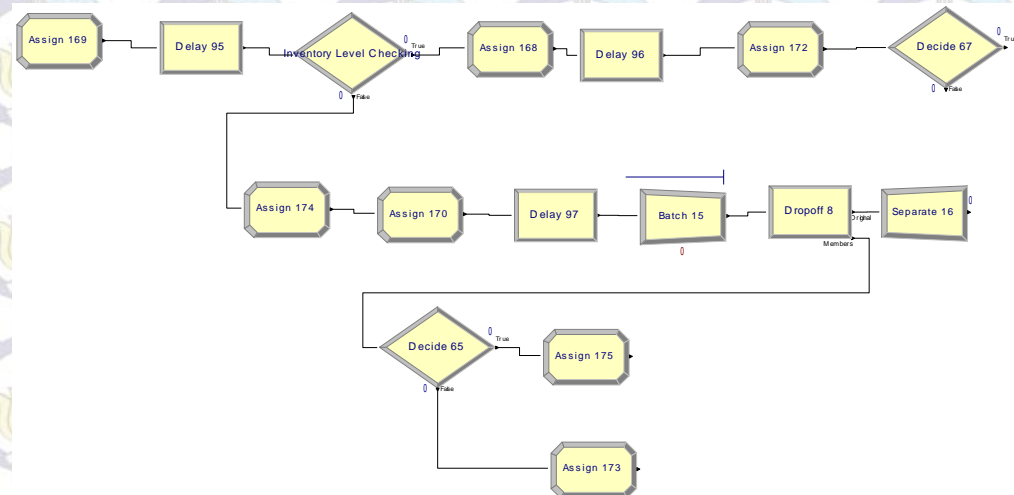 Assign 169
Delay 95
Inventory Level Checking
0
True
0
False
Assign 168
Delay 96
Assign 172
Decide 67
0
Tru
0
False
Assign 174
Assign 170
Delay 97
Batch 15
0
Dropoff 8
Original
Members
Separate 16
0
Decide 65
0
True
0
False
Assign 175
Assign 173